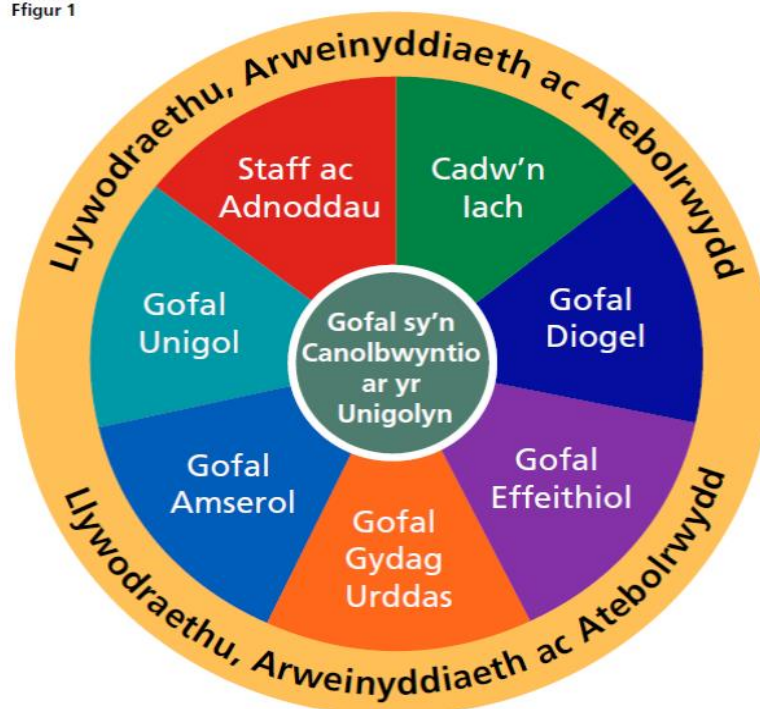 Ffigur 1
Llywodraethu, Arweinyddiaeth ac Atebolrwydd
Staff ac
Adnoddau
Cadw'n
Iach
Gofal
Unigol
Gofal
Diogel
Gofal sy'n
Canolbwyntio
ar yr
Unigolyn
Gofal
Amserol
Gofal
Effeithiol
Gofal
Gydag
Urddas
Llywodraethu, Arweinyddiaeth ac Atebolrwydd